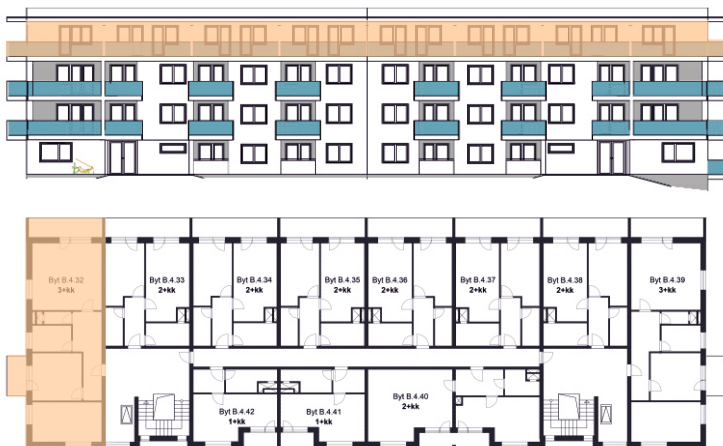 Byt B.4.32
3+kk
Byt B.4.33
2+kk
Byt B.4.34
2+kk
Byt B.4.35
2+kk
Byt B.4.36
2+kk
Byt B.4.37
2+kk
Byt B.4.38
2+kk
Byt B.4.39
3+kk
Byt B.4.42
1+kk
Byt B.4.41
1+kk
Byt B.4.40
2+kk